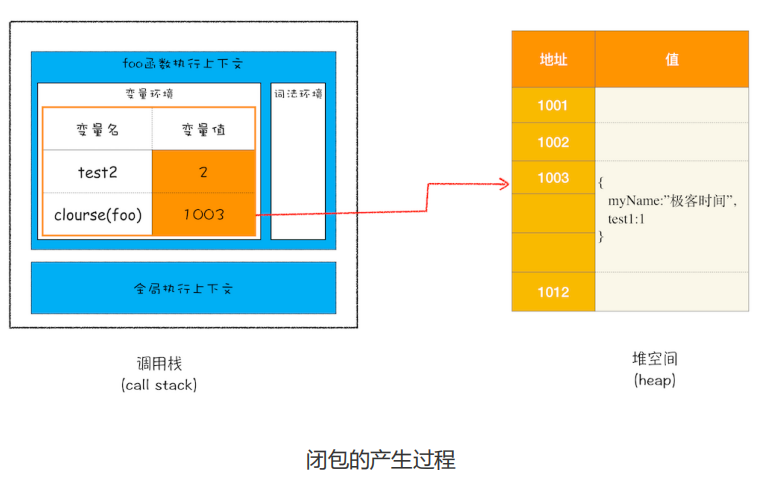 foo函数执行上下文
变量环境
词法环境
变量名 变量值
test2 2
clourse(foo) 1003
全局执行上下文
调用栈
(call stack)
地址 值
1001
1002
1003
{
myName:”极客时间”,
test1:1
}
1012
堆空间
(heap)
闭包的产生过程